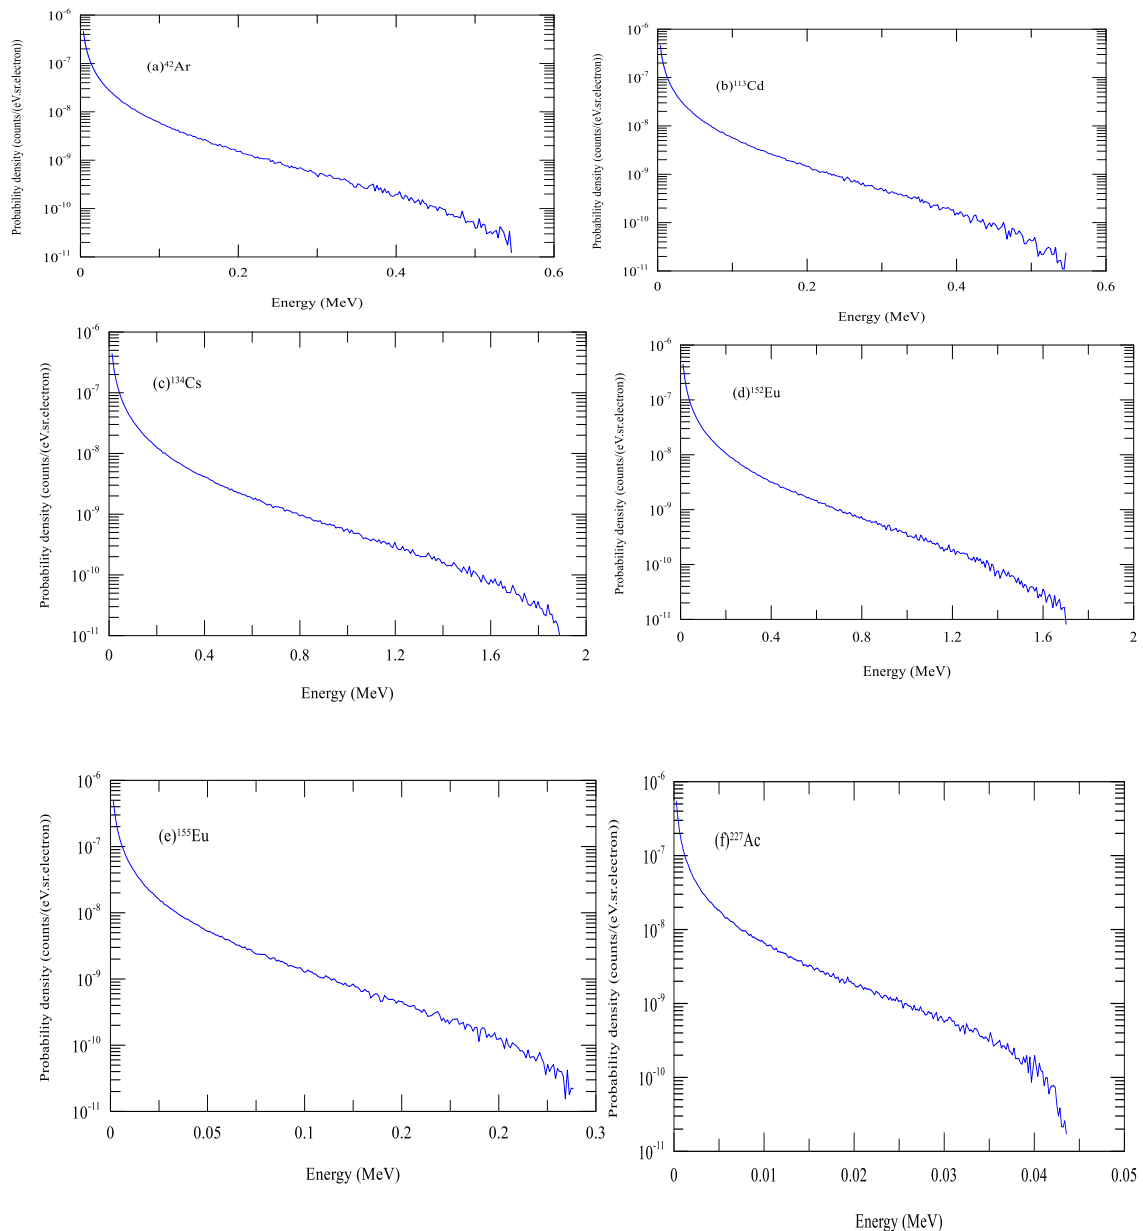 10⁻⁶
10⁻⁷
10⁻⁸
10⁻⁹
10⁻¹⁰
10⁻¹¹
Probability density (counts/(eV.sr.electron))
(a)⁴²Ar
0 0.2 0.4 0.6
Energy (MeV)
10⁻⁶
10⁻⁷
10⁻⁸
10⁻⁹
10⁻¹⁰
10⁻¹¹
Probability density (counts/(eV.sr.electron))
(b)¹¹³Cd
0 0.2 0.4 0.6
Energy (MeV)
10⁻⁶
10⁻⁷
10⁻⁸
10⁻⁹
10⁻¹⁰
10⁻¹¹
Probability density (counts/(eV.sr.electron))
(c)¹³⁴Cs
0 0.4 0.8 1.2 1.6 2
Energy (MeV)
10⁻⁶
10⁻⁷
10⁻⁸
10⁻⁹
10⁻¹⁰
10⁻¹¹
Probability density (counts/(eV.sr.electron))
(d)¹⁵²Eu
0 0.4 0.8 1.2 1.6 2
Energy (MeV)
10⁻⁶
10⁻⁷
10⁻⁸
10⁻⁹
10⁻¹⁰
10⁻¹¹
Probability density (counts/(eV.sr.electron))
(e)¹⁵⁵Eu
0 0.05 0.1 0.2 0.2 0.3
Energy (MeV)
10⁻⁶
10⁻⁷
10⁻⁸
10⁻⁹
10⁻¹⁰
10⁻¹¹
Probability density (counts/(eV.sr.electron))
(f)²²⁷Ac
0 0.01 0.02 0.03 0.04 0.05
Energy (MeV)